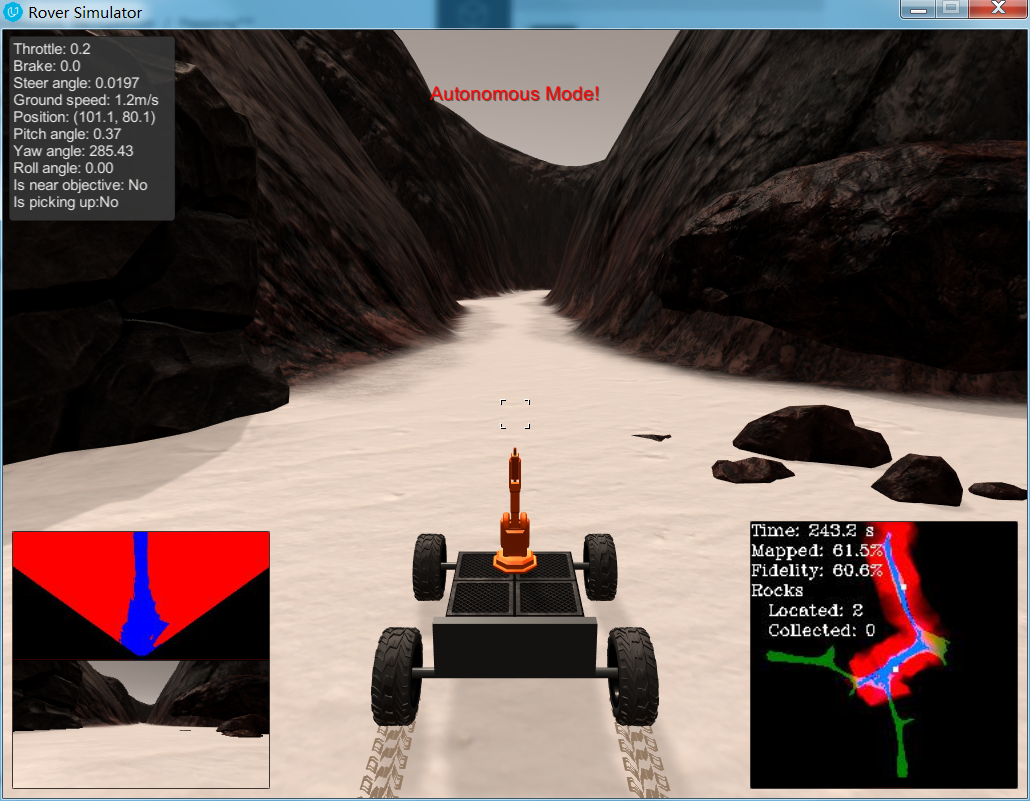 Rover Simulator
Throttle: 0.2
Brake: 0.0
Steer angle: 0.0197
Ground speed: 1.2m/s
Position: (101.1, 80.1)
Pitch angle: 0.37
Yaw angle: 285.43
Roll angle: 0.00
Is near objective: No
Is picking up:No
Autonomous Mode!
Time: 243.2 s
Mapped: 61.5%
Fidelity: 60.6%
Rocks
Located: 2
Collected: 0